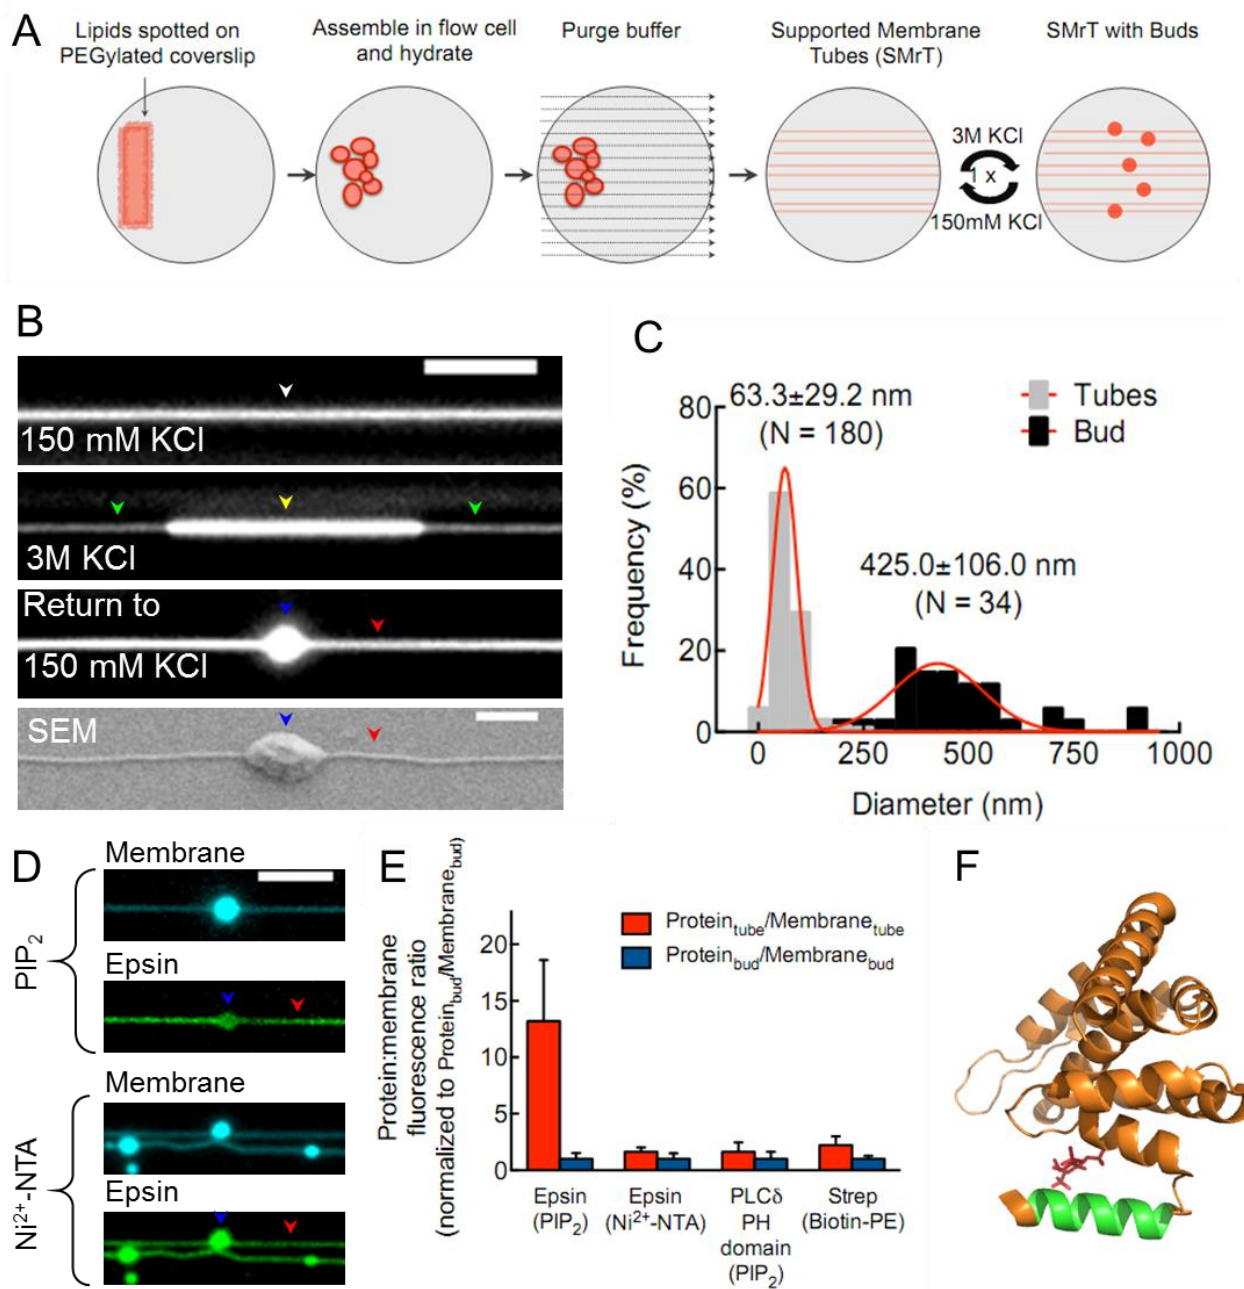 A
Lipids spotted on
PEGylated coverslip
Assemble in flow cell
and hydrate
Purge buffer
Supported Membrane
Tubes (SMrT)
SMrT with Buds
3M KCl
1 x
150mM KCl
B
150 mM KCl
3M KCl
Return to
150 mM KCl
SEM
C
63.3±29.2 nm
(N = 180)
Tubes
Bud
425.0±106.0 nm
(N = 34)
Frequency (%)
80
60
40
20
0
0 250 500 750 1000
Diameter (nm)
D
PIP2
Membrane
Epsin
Ni2+-NTA
Membrane
Epsin
E
Protein:membrane
fluorescence ratio
(normalized to Proteinbud/Membranebud)
Proteintube/Membranetube
Proteinbud/Membranebud
20
15
10
5
0
Epsin
(PIP2)
Epsin
(Ni2+-NTA)
PLCδ
PH
domain
(PIP2)
Strep
(Biotin-PE)
F